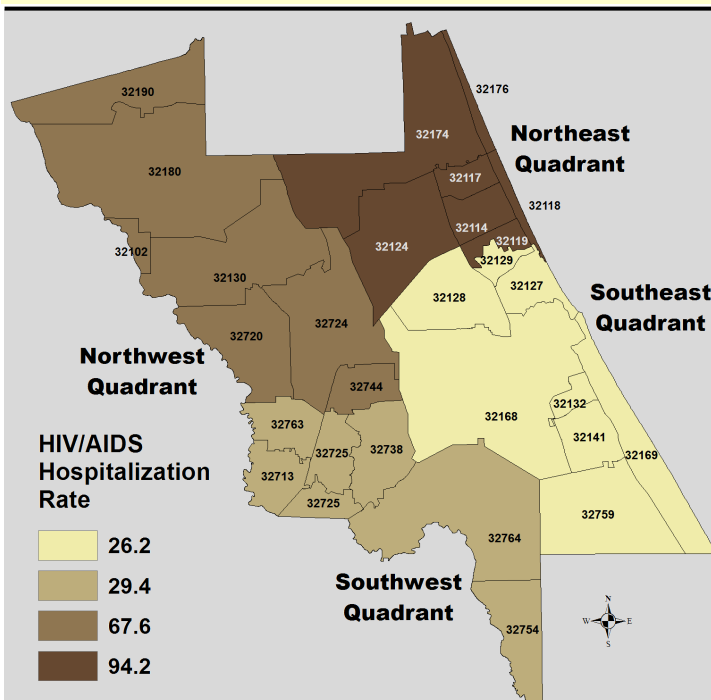 32190
32176
32174
Northeast
Quadrant
32180
32117
32118
32114
32102
32124
32119
32129
32130
32127
32128
Southeast
Quadrant
32724
32720
Northwest
Quadrant
32744
32132
32168
32763
32141
32725
32738
32169
HIV/AIDS
Hospitalization
Rate
32713
32725
32759
32764
26.2
29.4
67.6
94.2
Southwest
Quadrant
32754
N
W
E
S